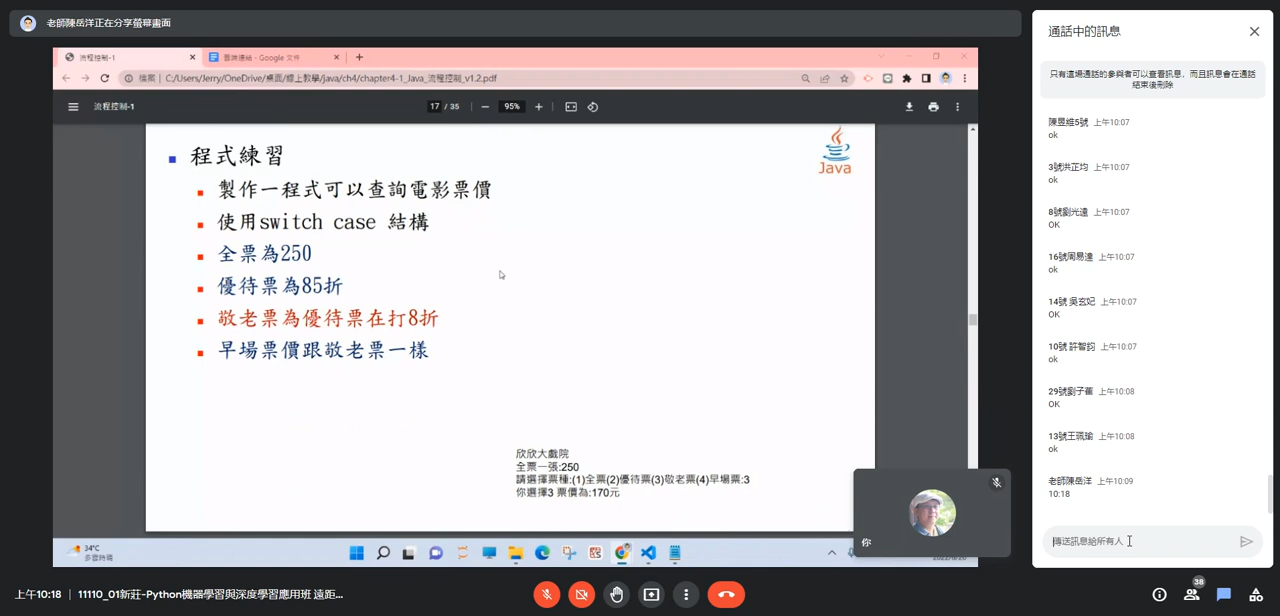 老師陳岳洋正在分享螢幕畫面
流程控制-1
雲端連結 - Google 文件
檔案 | C:/Users/Jerry/OneDrive/桌面/線上教學/java/ch4/chapter4-1_Java_流程控制_v1.2.pdf
流程控制-1
17 / 35
95%
程式練習
Java
製作一程式可以查詢電影票價
使用switch case 結構
全票為250
優待票為85折
敬老票為優待票在打8折
早場票價跟敬老票一樣
欣欣大戲院
全票一張:250
請選擇票種:(1)全票(2)優待票(3)敬老票(4)早場票:3
你選擇3 票價為:170元
你
34°C
多雲時晴
上午10:18 | 11110_01新莊-Python機器學習與深度學習應用班 遠距...
通話中的訊息
只有這場通話的參與者可以查看訊息，而且訊息會在通話
結束後刪除
陳昱維5號 上午10:07
ok
3號洪正均 上午10:07
ok
8號劉光遠 上午10:07
OK
16號周易達 上午10:07
ok
14號 吳玄妃 上午10:07
OK
10號 許智鈞 上午10:07
ok
29號劉子蕥 上午10:08
OK
13號王珮瑜 上午10:08
ok
老師陳岳洋 上午10:09
10:18
傳送訊息給所有人
38